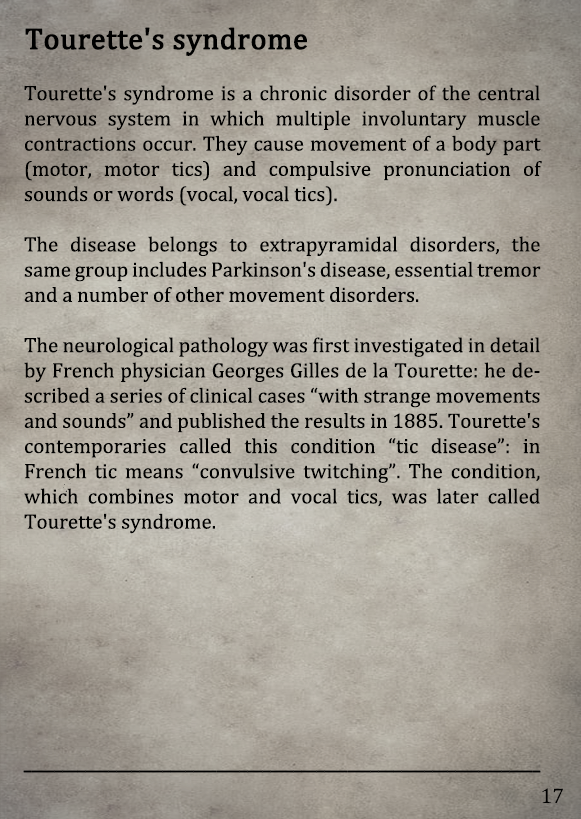 Tourette's syndrome
Tourette's syndrome is a chronic disorder of the central
nervous system in which multiple involuntary muscle
contractions occur. They cause movement of a body part
(motor, motor tics) and compulsive pronunciation of
sounds or words (vocal, vocal tics).
The disease belongs to extrapyramidal disorders, the
same group includes Parkinson's disease, essential tremor
and a number of other movement disorders.
The neurological pathology was first investigated in detail
by French physician Georges Gilles de la Tourette: he de-
scribed a series of clinical cases “with strange movements
and sounds” and published the results in 1885. Tourette's
contemporaries called this condition “tic disease”: in
French tic means “convulsive twitching”. The condition,
which combines motor and vocal tics, was later called
Tourette's syndrome.
17